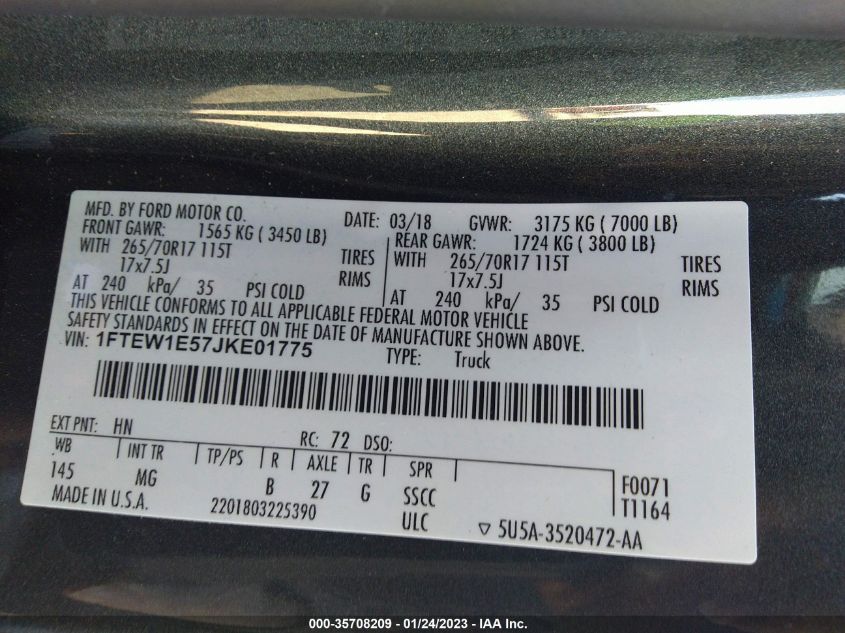 MFD. BY FORD MOTOR CO. DATE: 03/18 GVWR: 3175 KG ( 7000 LB)
FRONT GAWR: 1565 KG ( 3450 LB) REAR GAWR: 1724 KG ( 3800 LB)
WITH 265/70R17 115T TIRES WITH 265/70R17 115T TIRES
17x7.5J RIMS 17x7.5J RIMS
AT 240 kPa/ 35 PSI COLD AT 240 kPa/ 35 PSI COLD
THIS VEHICLE CONFORMS TO ALL APPLICABLE FEDERAL MOTOR VEHICLE
SAFETY STANDARDS IN EFFECT ON THE DATE OF MANUFACTURE SHOWN ABOVE.
VIN: 1FTEW1E57JKE01775 TYPE: Truck
EXT PNT: HN RC: 72 DSO:
WB INT TR TP/PS R AXLE TR SPR F0071
145 MG B 27 G SSCC T1164
MADE IN U.S.A. 2201803225390 ULC ▽ 5U5A-3520472-AA
000-35708209 - 01/24/2023 - IAA Inc.